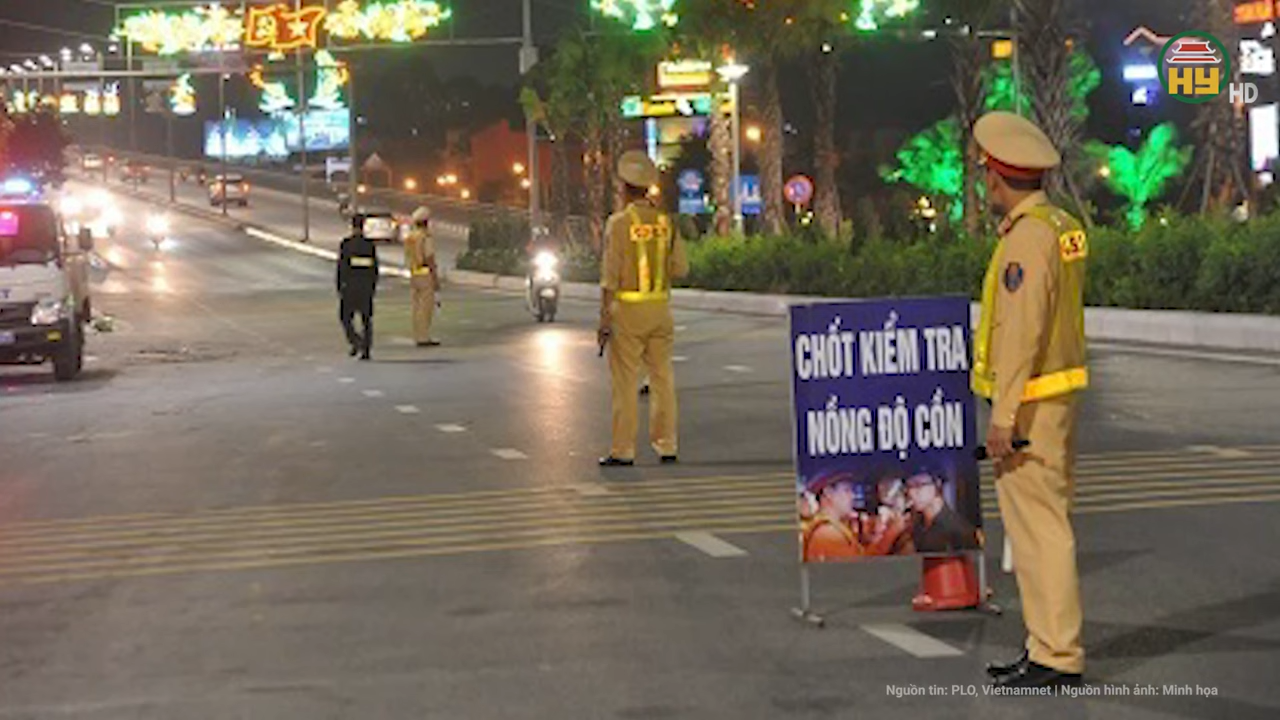 HY HD
CHỐT KIỂM TRA
NỒNG ĐỘ CỒN
Nguồn tin: PLO, Vietnamnet | Nguồn hình ảnh: Minh họa